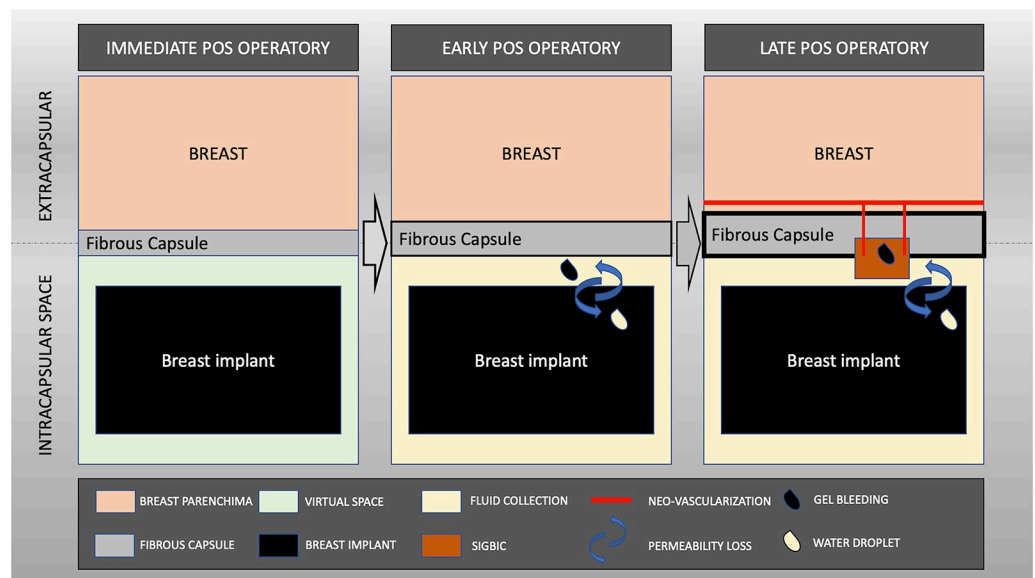 IMMEDIATE POS OPERATORY
EARLY POS OPERATORY
LATE POS OPERATORY
EXTRACAPSULAR
BREAST
BREAST
BREAST
Fibrous Capsule
Fibrous Capsule
Fibrous Capsule
INTRACAPSULAR SPACE
Breast implant
Breast implant
Breast implant
BREAST PARENCHIMA
VIRTUAL SPACE
FLUID COLLECTION
NEO-VASCULARIZATION
GEL BLEEDING
FIBROUS CAPSULE
BREAST IMPLANT
SIGBIC
PERMEABILITY LOSS
WATER DROPLET